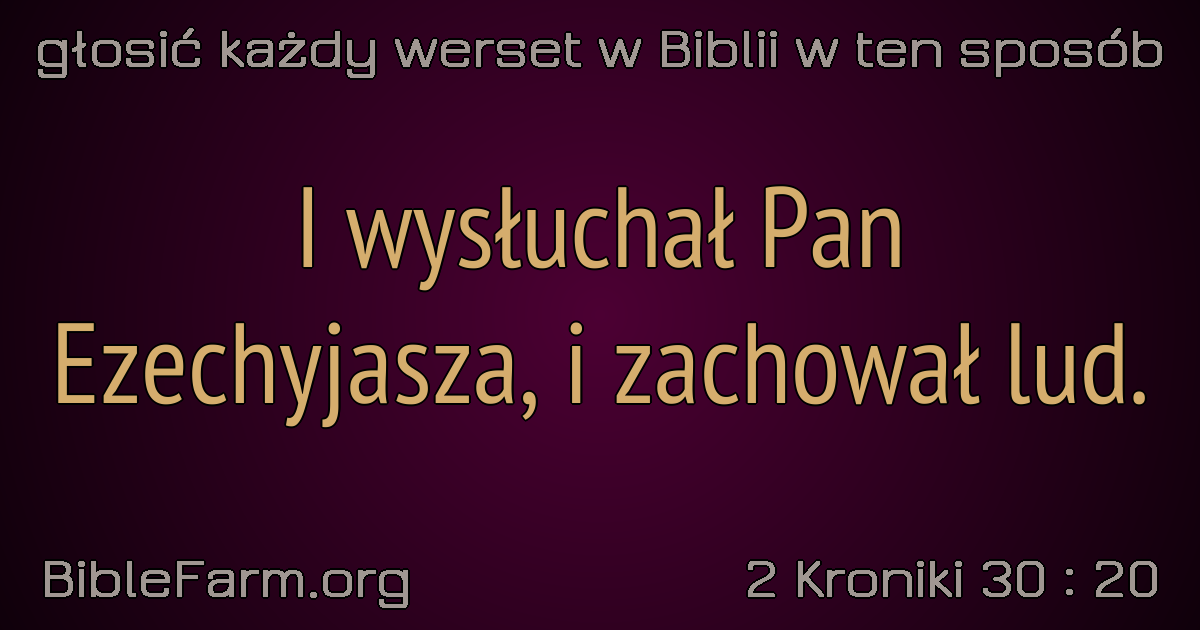 głosić każdy werset w Biblii w ten sposób
I wysłuchał Pan
Ezechyjasza, i zachował lud.
BibleFarm.org
2 Kroniki 30 : 20